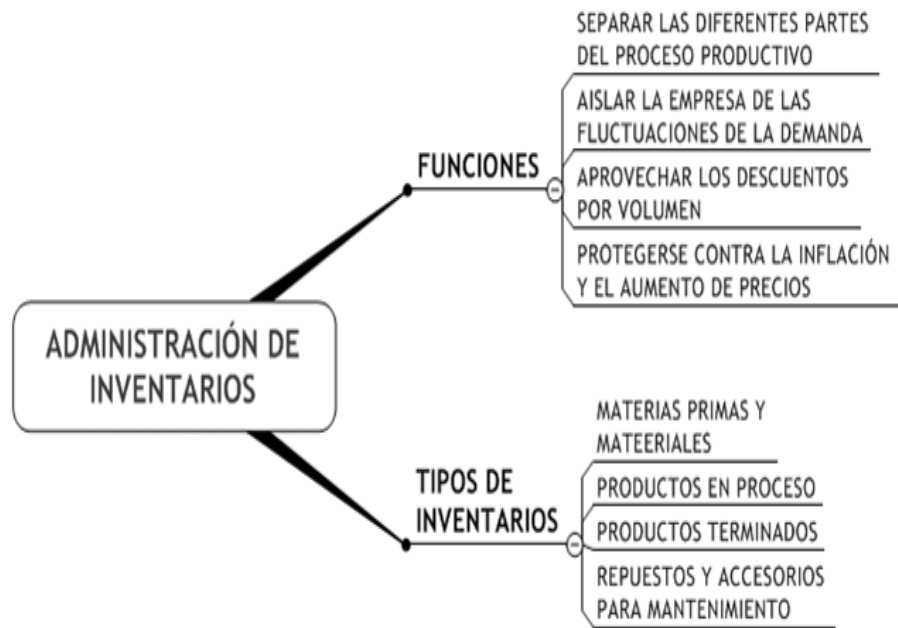 SEPARAR LAS DIFERENTES PARTES
DEL PROCESO PRODUCTIVO
AISLAR LA EMPRESA DE LAS
FLUCTUACIONES DE LA DEMANDA
FUNCIONES
APROVECHAR LOS DESCUENTOS
POR VOLUMEN
PROTEGERSE CONTRA LA INFLACIÓN
Y EL AUMENTO DE PRECIOS
ADMINISTRACIÓN DE
INVENTARIOS
MATERIAS PRIMAS Y
MATEERIALES
TIPOS DE
INVENTARIOS
PRODUCTOS EN PROCESO
PRODUCTOS TERMINADOS
REPUESTOS Y ACCESORIOS
PARA MANTENIMIENTO